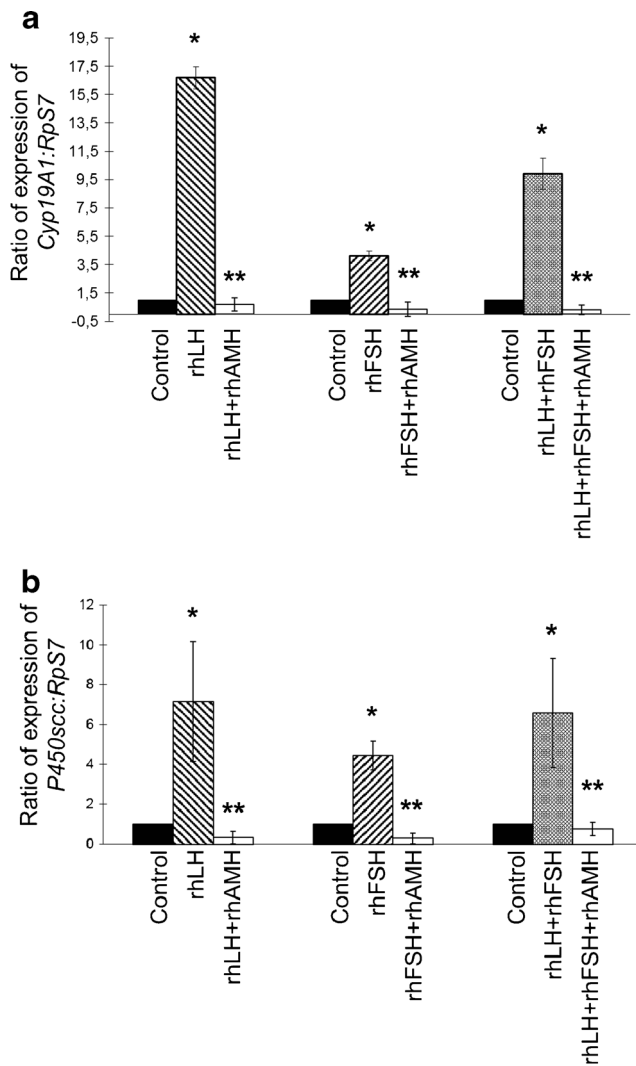 a
Ratio of expression of
Cyp19A1:RpS7
19,5
17,5
15,5
13,5
11,5
9,5
7,5
5,5
3,5
1,5
-0,5
*
**
*
**
*
**
Control
rhLH
rhLH+rhAMH
Control
rhFSH
rhFSH+rhAMH
Control
rhLH+rhFSH
rhLH+rhFSH+rhAMH
b
Ratio of expression of
P450scc:RpS7
12
10
8
6
4
2
0
*
**
*
**
*
**
Control
rhLH
rhLH+rhAMH
Control
rhFSH
rhFSH+rhAMH
Control
rhLH+rhFSH
rhLH+rhFSH+rhAMH